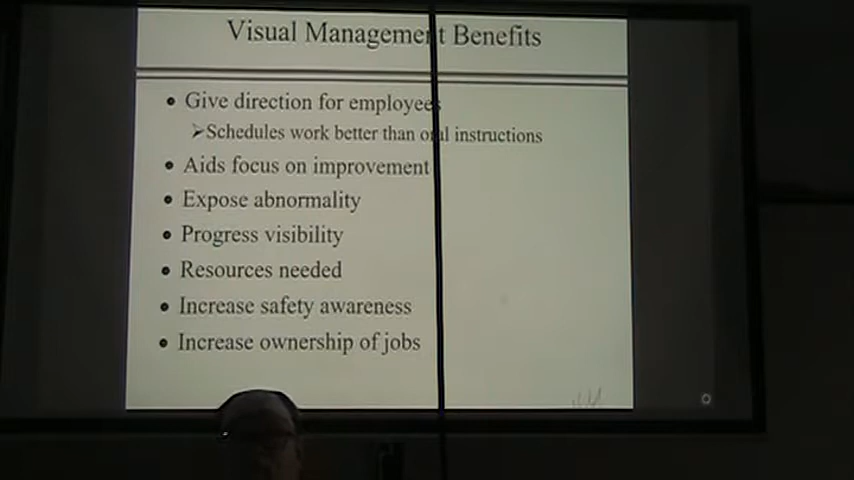 Visual Management Benefits
• Give direction for employees
➢Schedules work better than oral instructions
• Aids focus on improvement
• Expose abnormality
• Progress visibility
• Resources needed
• Increase safety awareness
• Increase ownership of jobs